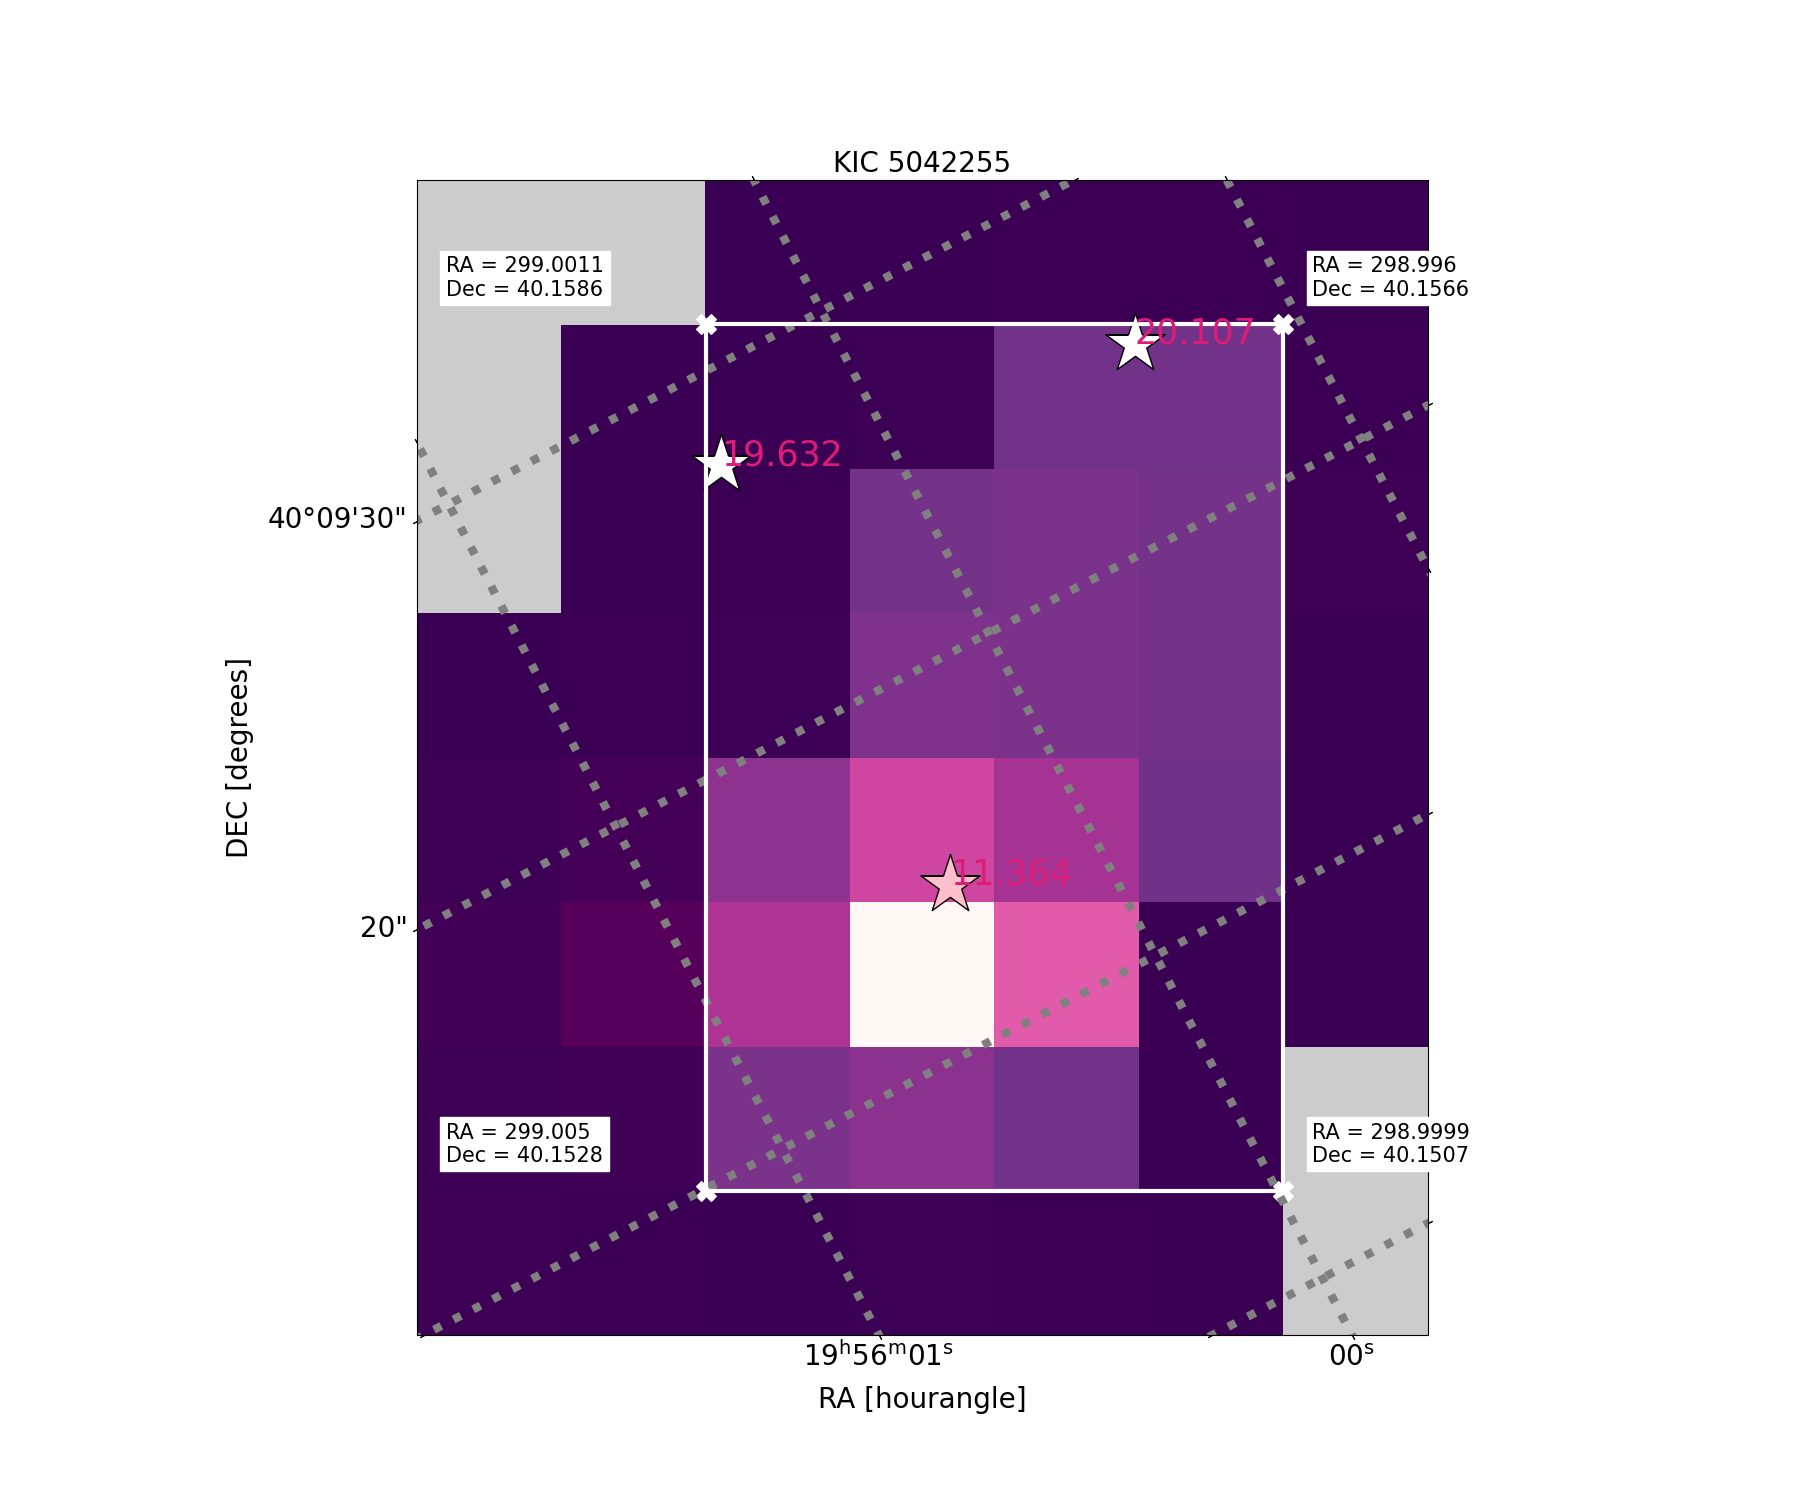 KIC 5042255
RA = 299.0011
Dec = 40.1586
RA = 298.996
Dec = 40.1566
20.107
19.632
40°09'30"
DEC [degrees]
11.364
20"
RA = 299.005
Dec = 40.1528
RA = 298.9999
Dec = 40.1507
19ʰ56ᵐ01ˢ
00ˢ
RA [hourangle]